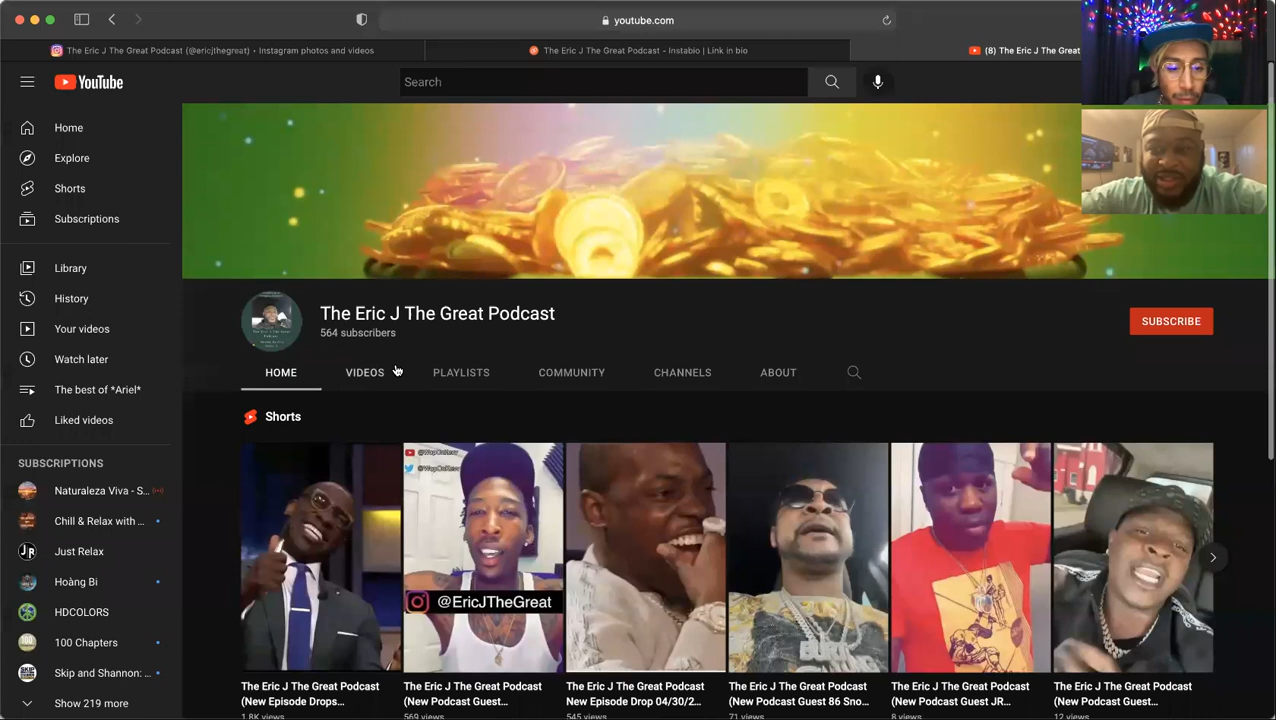 youtube.com
The Eric J The Great Podcast (@ericjthegreat) • Instagram photos and videos
The Eric J The Great Podcast - Instabio | Link in bio
(8) The Eric J The Great
YouTube
Search
Home
Explore
Shorts
Subscriptions
Library
History
Your videos
Watch later
The best of *Ariel*
Liked videos
SUBSCRIPTIONS
Naturaleza Viva - S...
Chill & Relax with ...
Just Relax
Hoàng Bi
HDCOLORS
100 Chapters
Skip and Shannon: ...
Show 219 more
The Eric J The Great Podcast
564 subscribers
SUBSCRIBE
HOME
VIDEOS
PLAYLISTS
COMMUNITY
CHANNELS
ABOUT
Shorts
@EricJTheGreat
The Eric J The Great Podcast
(New Episode Drops...
1.8K views
The Eric J The Great Podcast
(New Podcast Guest...
569 views
The Eric J The Great Podcast
New Episode Drop 04/30/2...
545 views
The Eric J The Great Podcast
(New Podcast Guest 86 Sno...
71 views
The Eric J The Great Podcast
(New Podcast Guest JR...
8 views
The Eric J The Great Podcast
(New Podcast Guest...
12 views